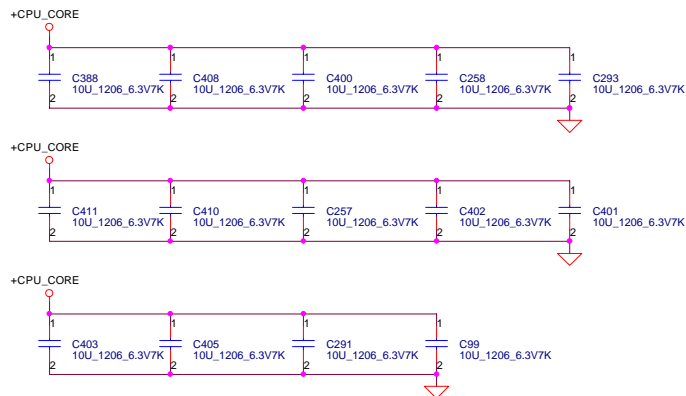 +CPU_CORE
1 1 1 1 1
C388 C408 C400 C258 C293
10U_1206_6.3V7K 10U_1206_6.3V7K 10U_1206_6.3V7K 10U_1206_6.3V7K 10U_1206_6.3V7K
2 2 2 2 2
+CPU_CORE
1 1 1 1 1
C411 C410 C257 C402 C401
10U_1206_6.3V7K 10U_1206_6.3V7K 10U_1206_6.3V7K 10U_1206_6.3V7K 10U_1206_6.3V7K
2 2 2 2 2
+CPU_CORE
1 1 1 1
C403 C405 C291 C99
10U_1206_6.3V7K 10U_1206_6.3V7K 10U_1206_6.3V7K 10U_1206_6.3V7K
2 2 2 2